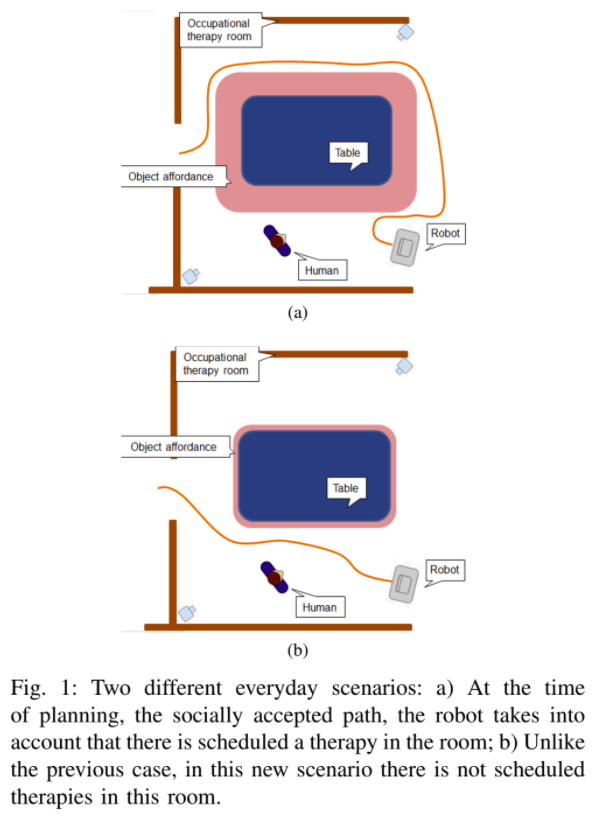 Occupational
therapy room
Table
Object affordance
Robot
Human
(a)
Occupational
therapy room
Object affordance
Table
Robot
Human
(b)
Fig. 1: Two different everyday scenarios: a) At the time
of planning, the socially accepted path, the robot takes into
account that there is scheduled a therapy in the room; b) Unlike
the previous case, in this new scenario there is not scheduled
therapies in this room.